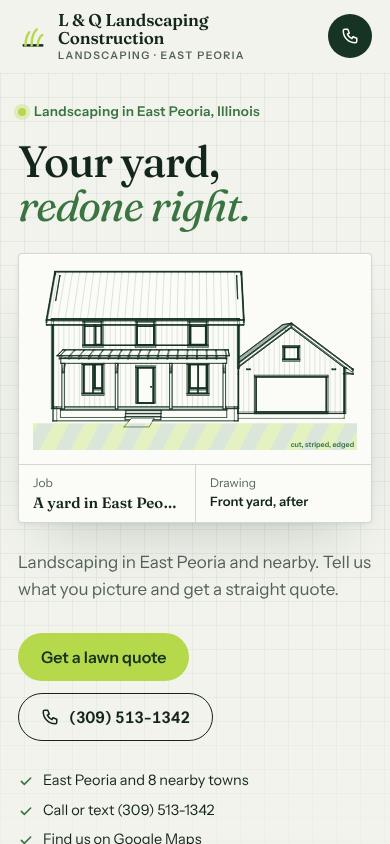 L & Q Landscaping
Construction
LANDSCAPING · EAST PEORIA
Landscaping in East Peoria, Illinois
Your yard,
redone right.
cut, striped, edged
Job
A yard in East Peo...
Drawing
Front yard, after
Landscaping in East Peoria and nearby. Tell us
what you picture and get a straight quote.
Get a lawn quote
(309) 513-1342
East Peoria and 8 nearby towns
Call or text (309) 513-1342
Find us on Google Maps